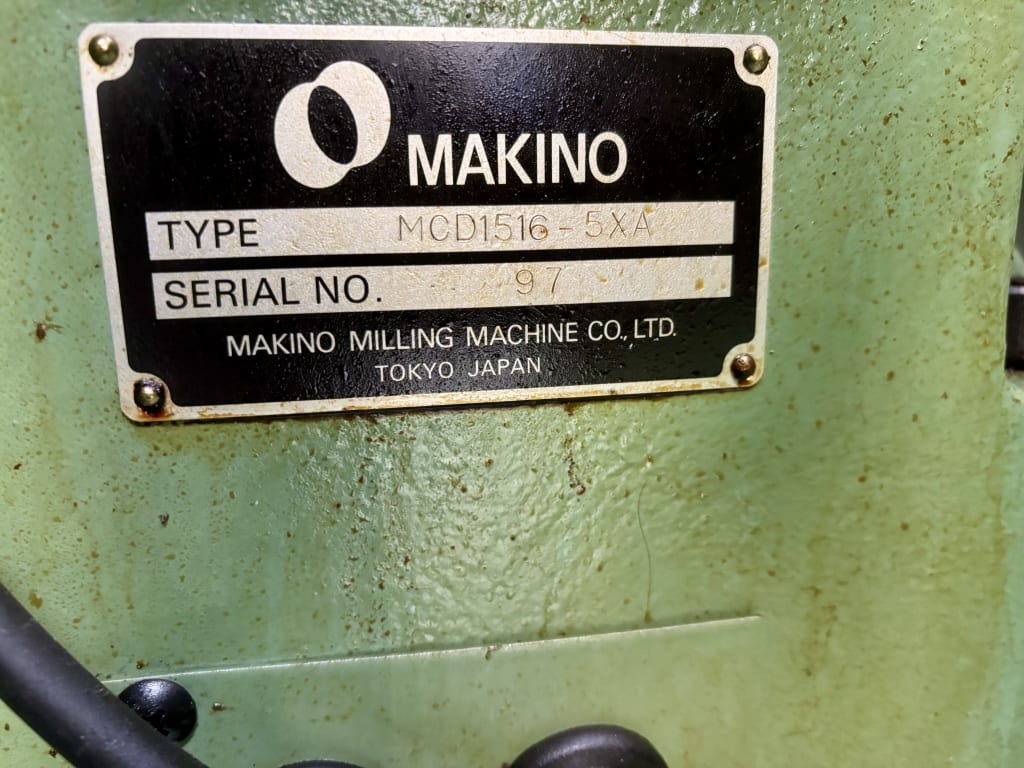 MAKINO
TYPE MCD1516-5XA
SERIAL NO. 97
MAKINO MILLING MACHINE CO., LTD.
TOKYO JAPAN